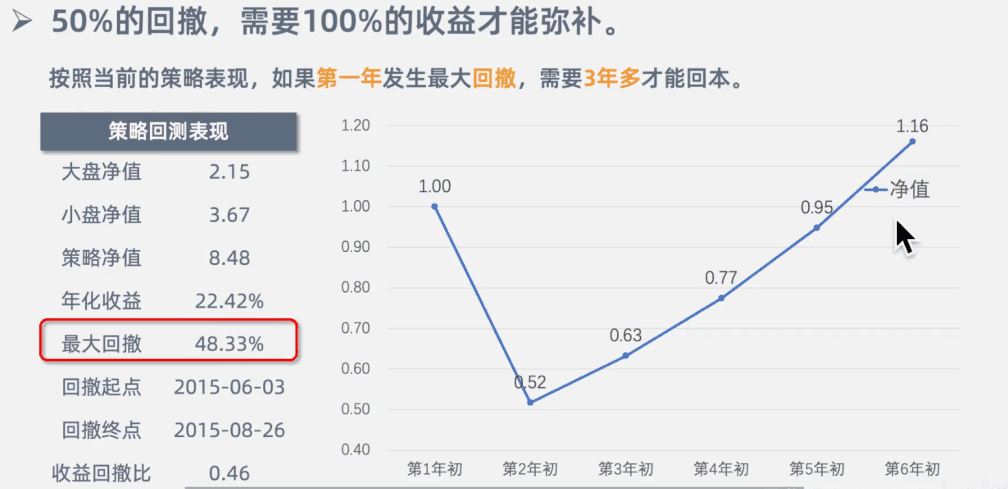 50%的回撤，需要100%的收益才能弥补。
按照当前的策略表现，如果第一年发生最大回撤，需要3年多才能回本。
策略回测表现
大盘净值 2.15
小盘净值 3.67
策略净值 8.48
年化收益 22.42%
最大回撤 48.33%
回撤起点 2015-06-03
回撤终点 2015-08-26
收益回撤比 0.46
1.20
1.10
1.00
0.90
0.80
0.70
0.60
0.50
0.40
1.00
0.52
0.63
0.77
0.95
1.16
净值
第1年初 第2年初 第3年初 第4年初 第5年初 第6年初